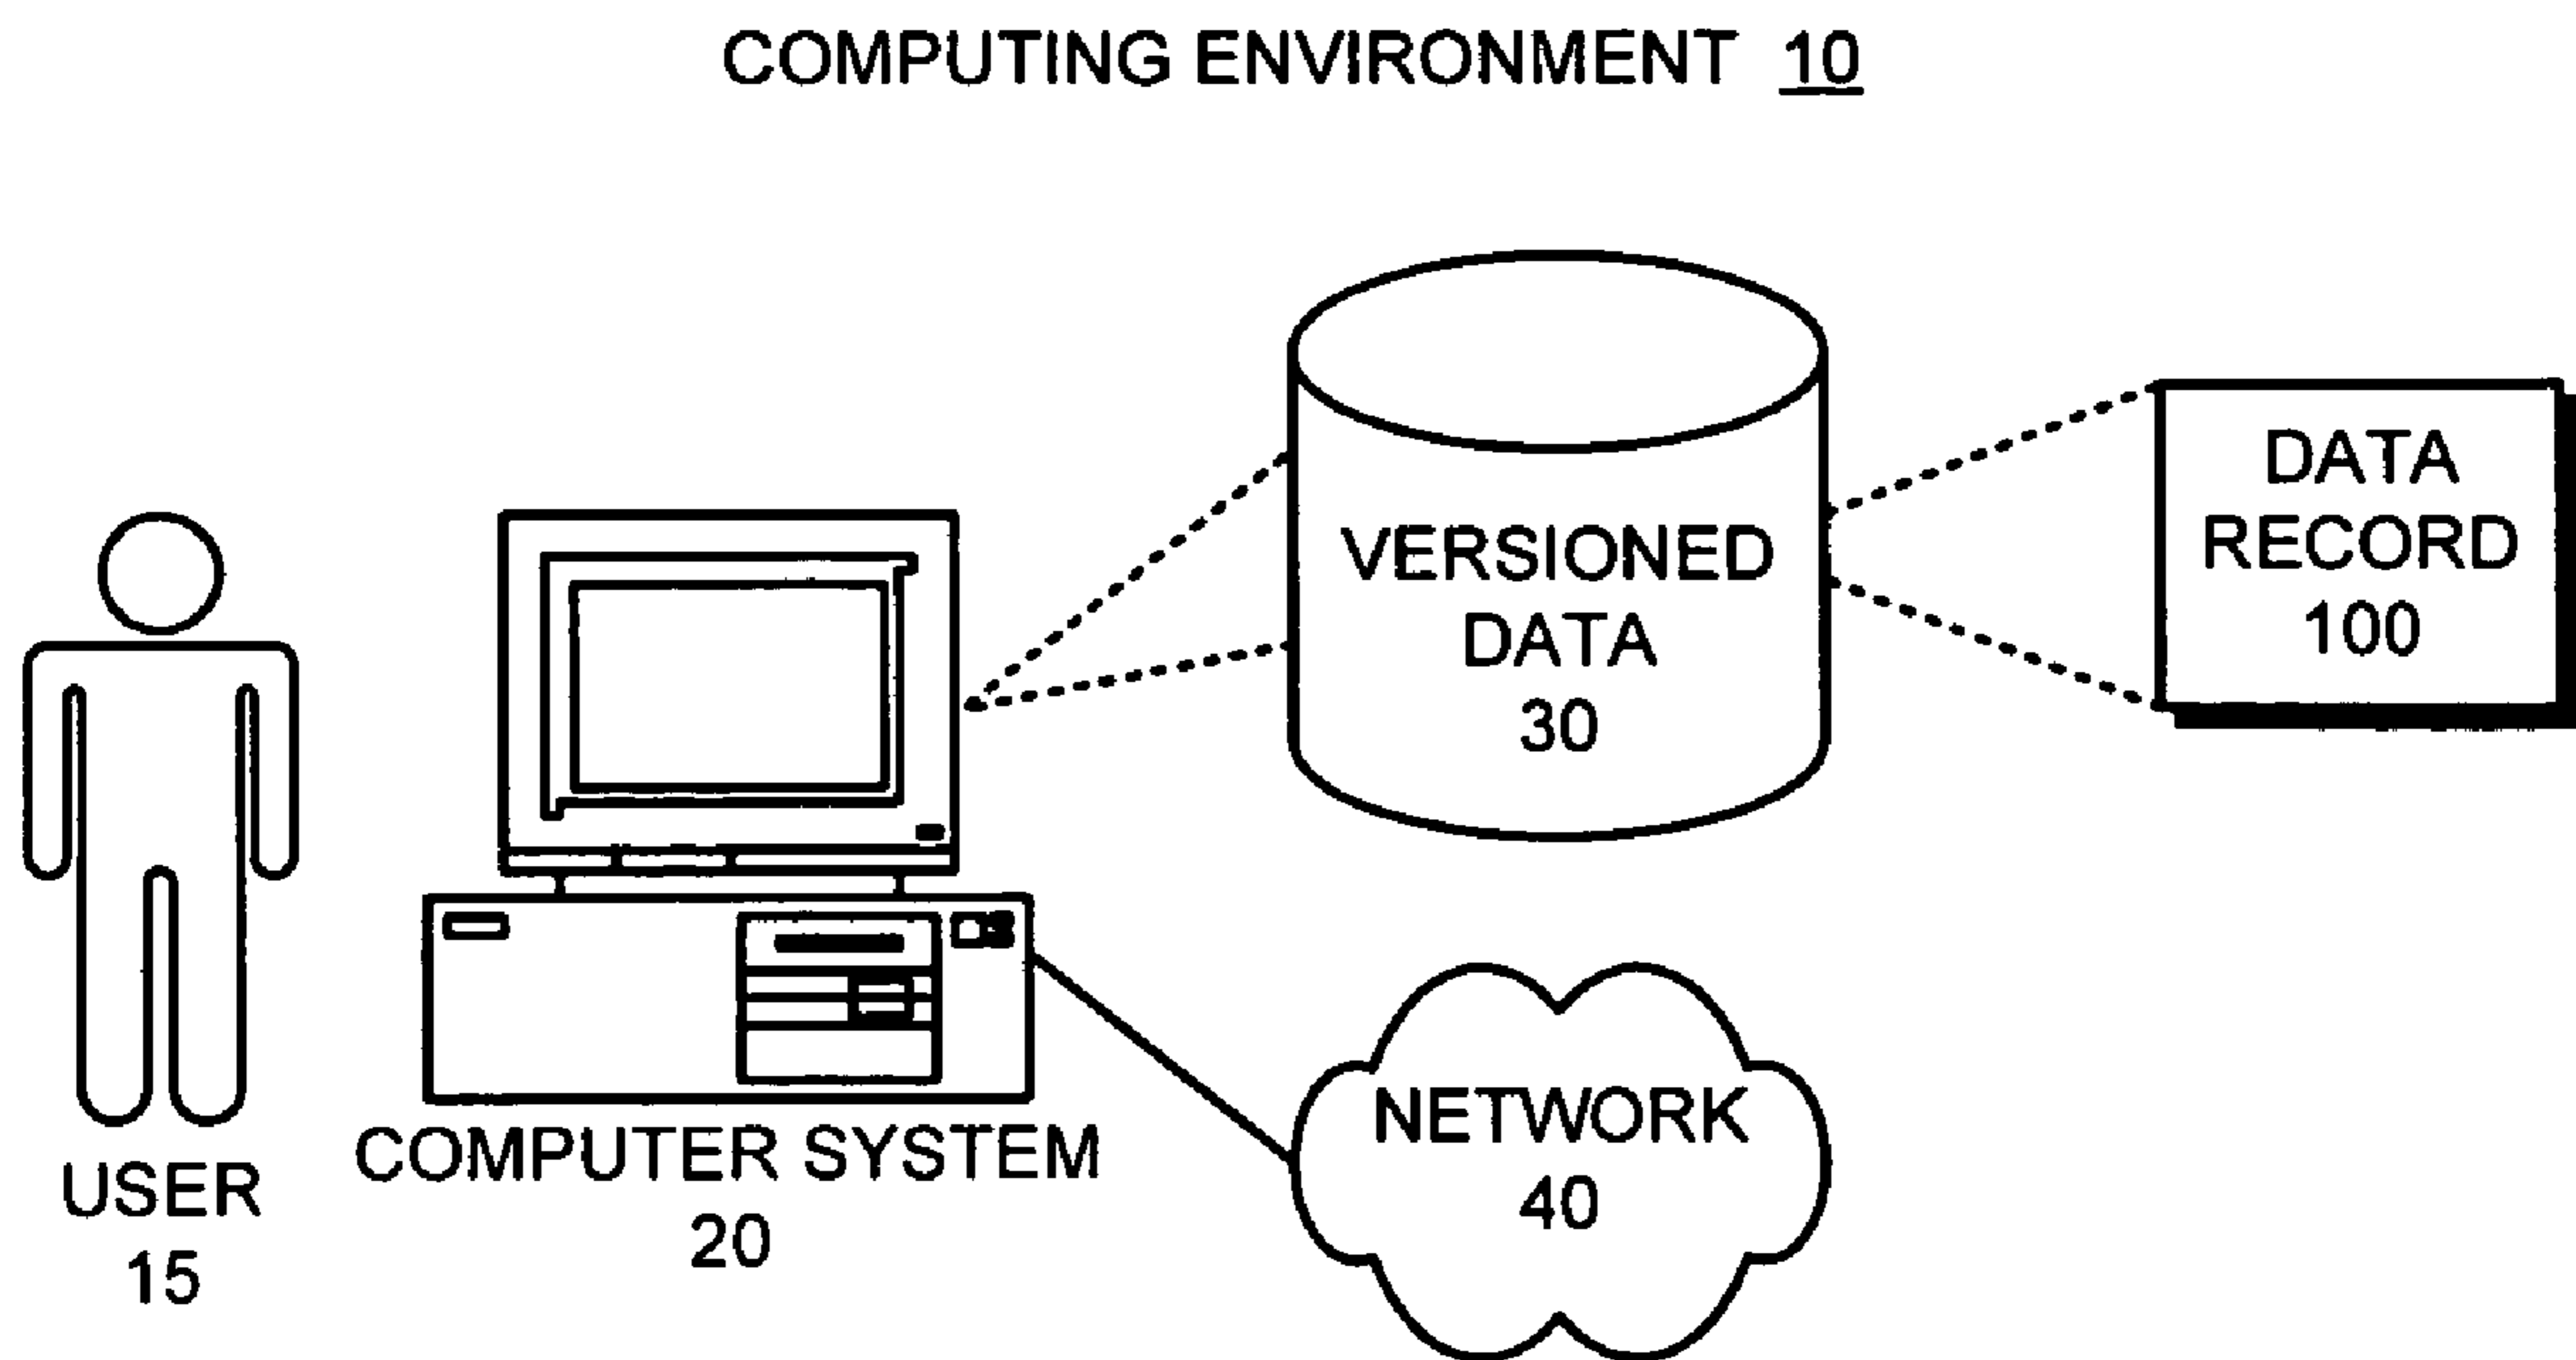 COMPUTING ENVIRONMENT 10
VERSIONED
DATA
30
DATA
RECORD
100
USER
15
COMPUTER SYSTEM
20
NETWORK
40